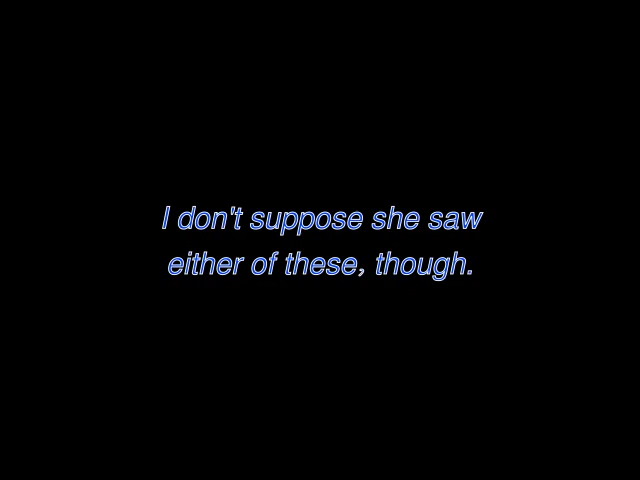 I don't suppose she saw
either of these, though.